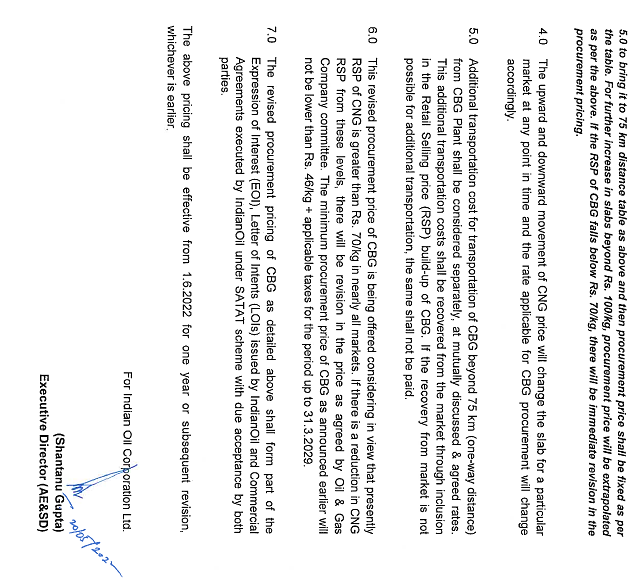 5.0 to bring it to 75 km distance table as above and then procurement price shall be fixed as per
the table. For further increase in slabs beyond Rs. 100/kg, procurement price will be extrapolated
as per the above. If the RSP of CBG falls below Rs. 70/kg, there will be immediate revision in the
procurement pricing.
4.0 The upward and downward movement of CNG price will change the slab for a particular
market at any point in time and the rate applicable for CBG procurement will change
accordingly.
5.0 Additional transportation cost for transportation of CBG beyond 75 km (one-way distance)
from CBG Plant shall be considered separately, at mutually discussed & agreed rates.
This additional transportation costs shall be recovered from the market through inclusion
in the Retail Selling price (RSP) build-up of CBG. If the recovery from market is not
possible for additional transportation, the same shall not be paid.
6.0 This revised procurement price of CBG is being offered considering in view that presently
RSP of CNG is greater than Rs. 70/kg in nearly all markets. If there is a reduction in CNG
RSP from these levels, there will be revision in the price as agreed by Oil & Gas
Company committee. The minimum procurement price of CBG as announced earlier will
not be lower than Rs. 46/kg + applicable taxes for the period up to 31.3.2029.
7.0 The revised procurement pricing of CBG as detailed above shall form part of the
Expression of Interest (EOI), Letter of Intents (LOIs) issued by IndianOil and Commercial
Agreements executed by IndianOil under SATAT scheme with due acceptance by both
parties.
The above pricing shall be effective from 1.6.2022 for one year or subsequent revision,
whichever is earlier.
For Indian Oil Corporation Ltd.
20/05/202
(Shantanu Gupta)
Executive Director (AE&SD)